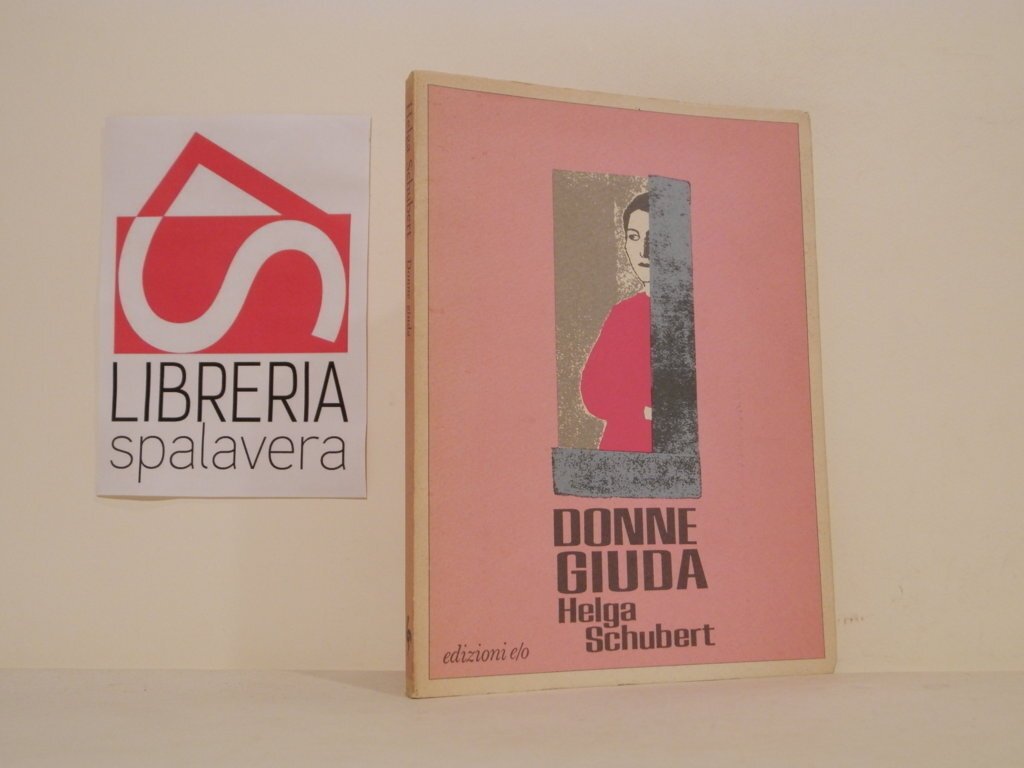 LIBRERIA
spalavera
Helga Schubert Donne giuda
DONNE
GIUDA
Helga
Schubert
edizioni e/o